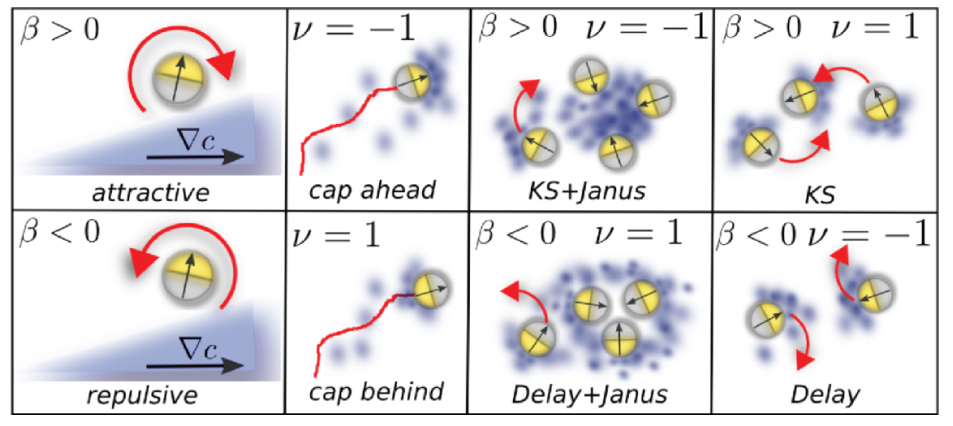 β > 0
∇c
attractive
ν = −1
cap ahead
β > 0 ν = −1
KS+Janus
β > 0 ν = 1
KS
β < 0
∇c
repulsive
ν = 1
cap behind
β < 0 ν = 1
Delay+Janus
β < 0 ν = −1
Delay